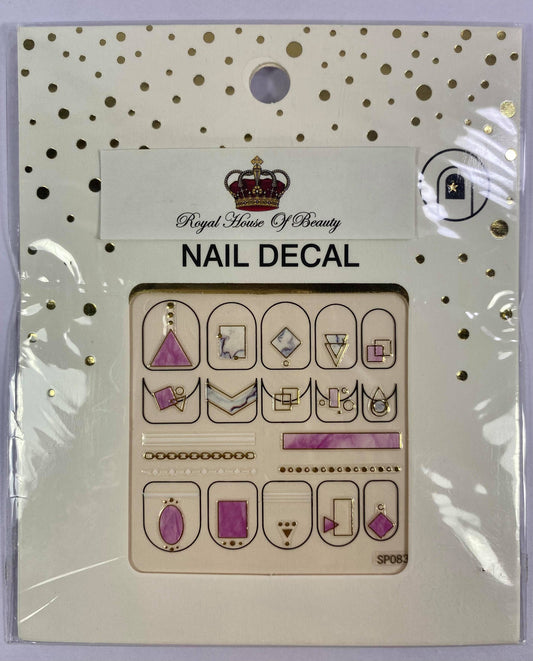 Royal House Of Beauty
NAIL DECAL
SP083